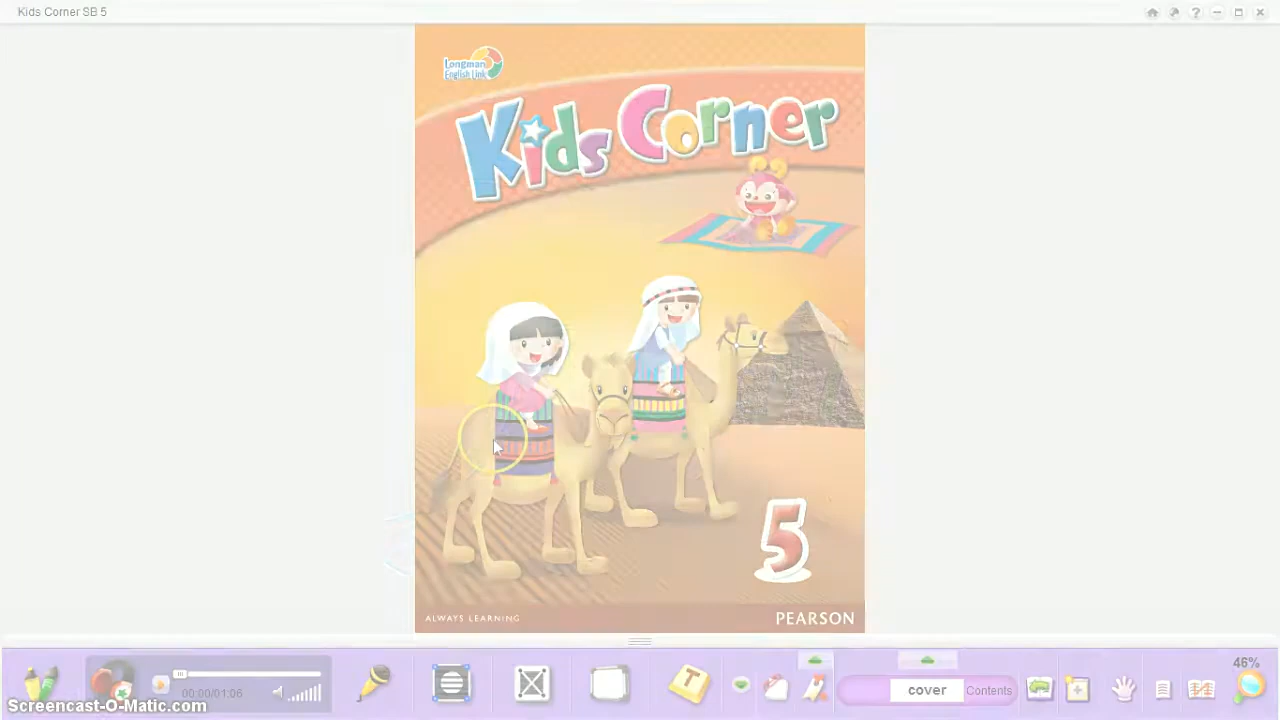 Kids Corner SB 5
Longman
English Link
Kids Corner
5
ALWAYS LEARNING
PEARSON
46%
00:00/01:06
T
cover
Contents
Screencast-O-Matic.com